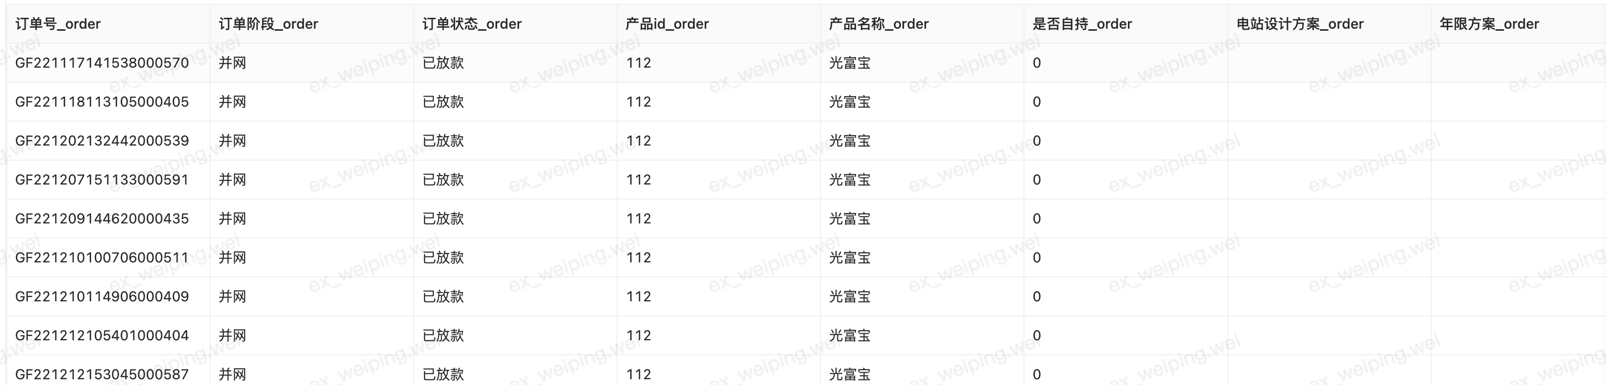 订单号_order 订单阶段_order 订单状态_order 产品id_order 产品名称_order 是否自持_order 电站设计方案_order 年限方案_order
GF221117141538000570 并网 已放款 112 光富宝 0
GF221118113105000405 并网 已放款 112 光富宝 0
GF221202132442000539 并网 已放款 112 光富宝 0
GF221207151133000591 并网 已放款 112 光富宝 0
GF221209144620000435 并网 已放款 112 光富宝 0
GF221210100706000511 并网 已放款 112 光富宝 0
GF221210114906000409 并网 已放款 112 光富宝 0
GF221212105401000404 并网 已放款 112 光富宝 0
GF221212153045000587 并网 已放款 112 光富宝 0
ex_weiping.wei